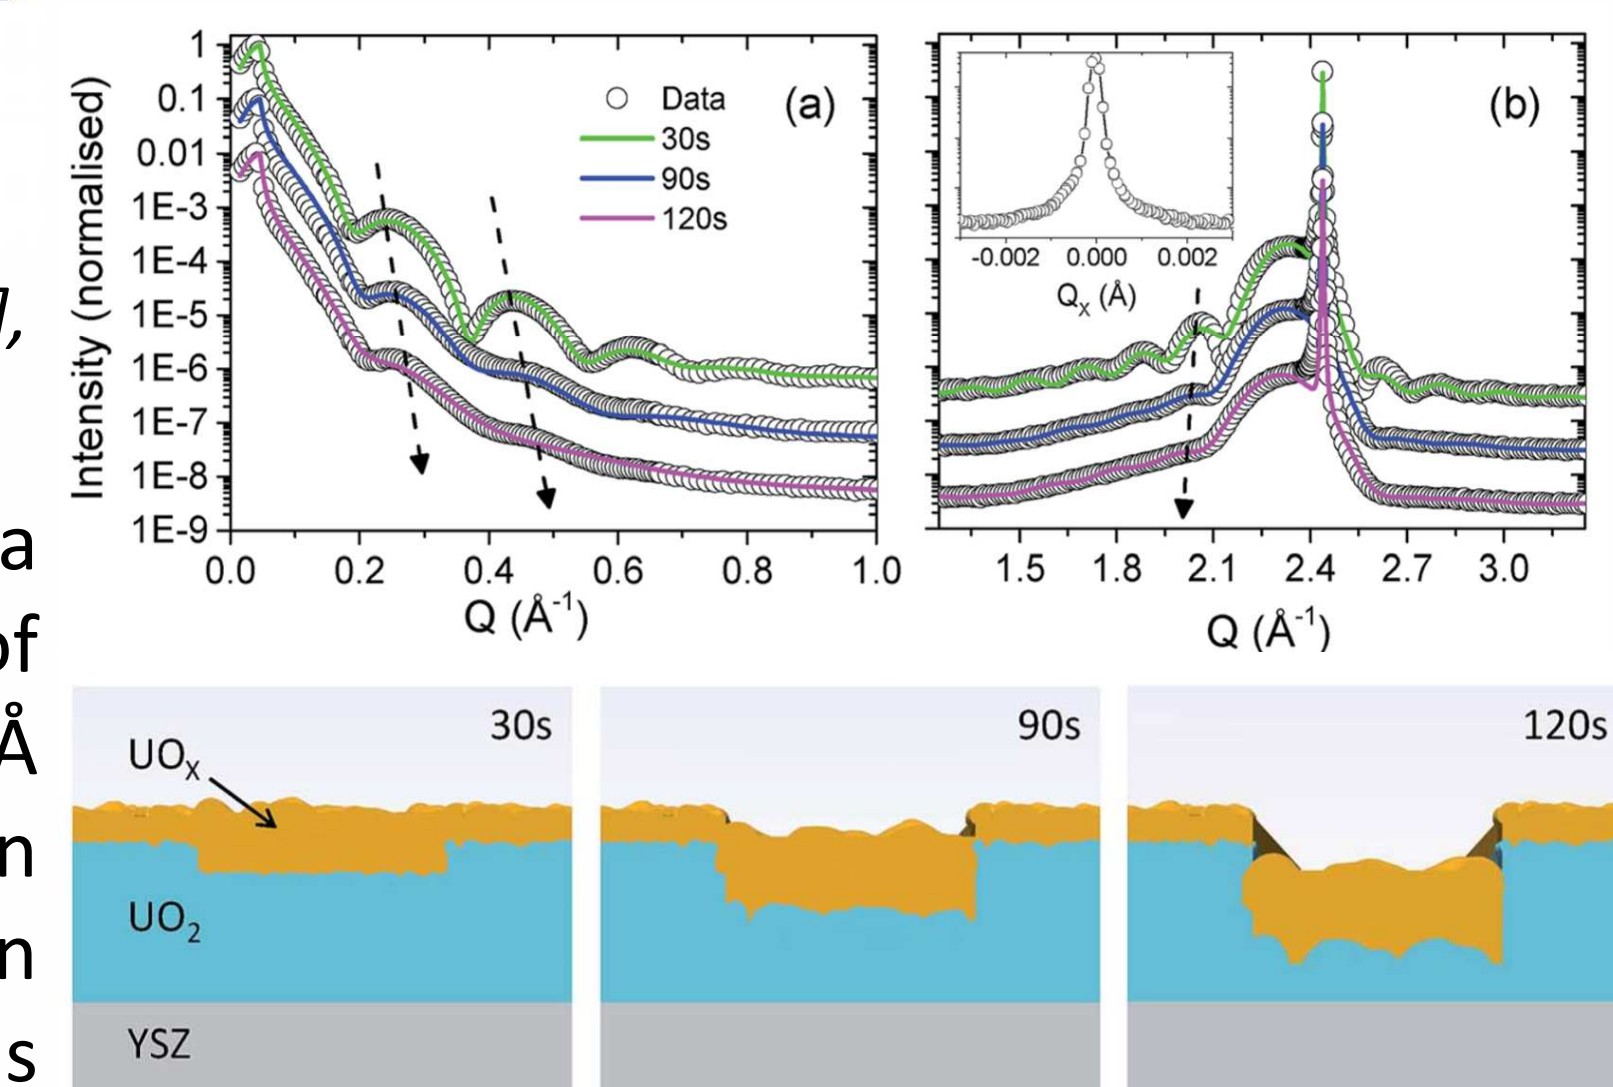 ],
a
of
Å
n
n
s
Intensity (normalised)
1
0.1
0.01
1E-3
1E-4
1E-5
1E-6
1E-7
1E-8
1E-9
0.0 0.2 0.4 0.6 0.8 1.0
Q (Å⁻¹)
Data
30s
90s
120s
(a)
(b)
-0.002 0.000 0.002
Qₓ (Å)
1.5 1.8 2.1 2.4 2.7 3.0
Q (Å⁻¹)
30s
UOₓ
UO₂
YSZ
90s
120s